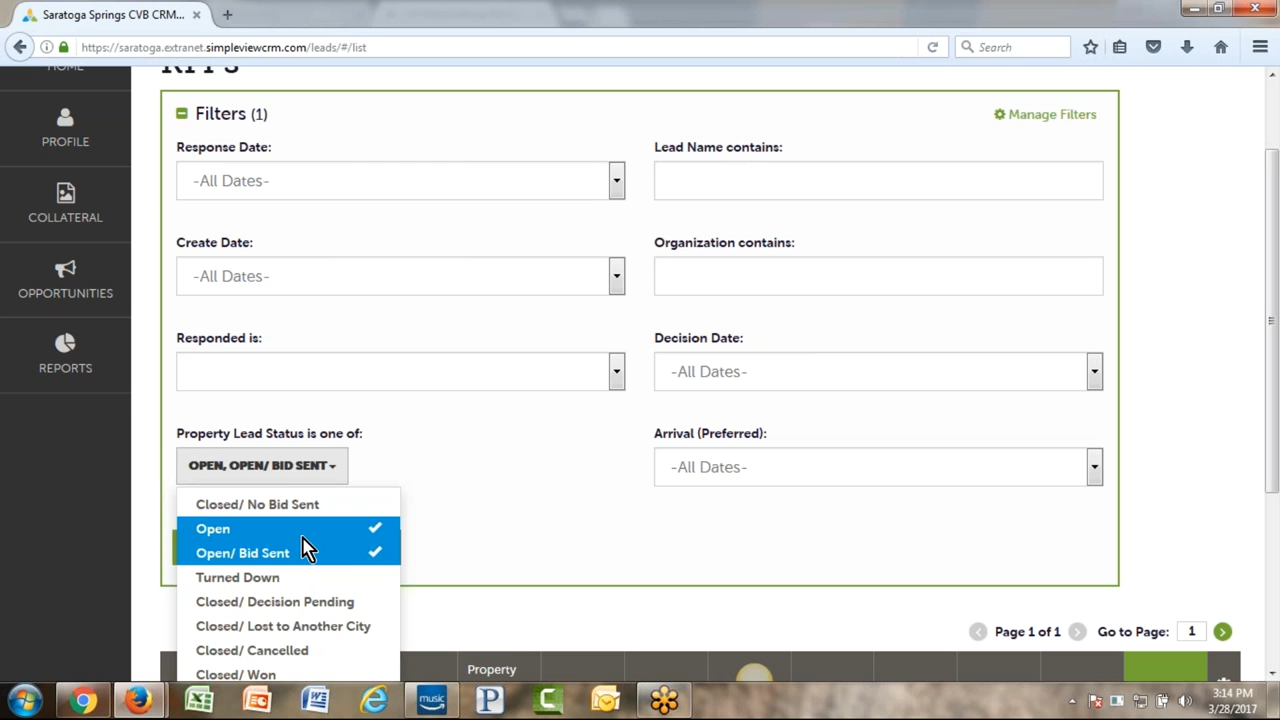 Saratoga Springs CVB CRM...
https://saratoga.extranet.simpleviewcrm.com/leads/#/list
Search
HOME
RFPs
PROFILE
COLLATERAL
OPPORTUNITIES
REPORTS
Filters (1)
Manage Filters
Response Date:
Lead Name contains:
-All Dates-
Create Date:
Organization contains:
-All Dates-
Responded is:
Decision Date:
-All Dates-
Property Lead Status is one of:
Arrival (Preferred):
OPEN, OPEN/ BID SENT
-All Dates-
Closed/ No Bid Sent
Open
Open/ Bid Sent
Turned Down
Closed/ Decision Pending
Closed/ Lost to Another City
Closed/ Cancelled
Closed/ Won
Page 1 of 1
Go to Page:
1
Property
music
3:14 PM
3/28/2017